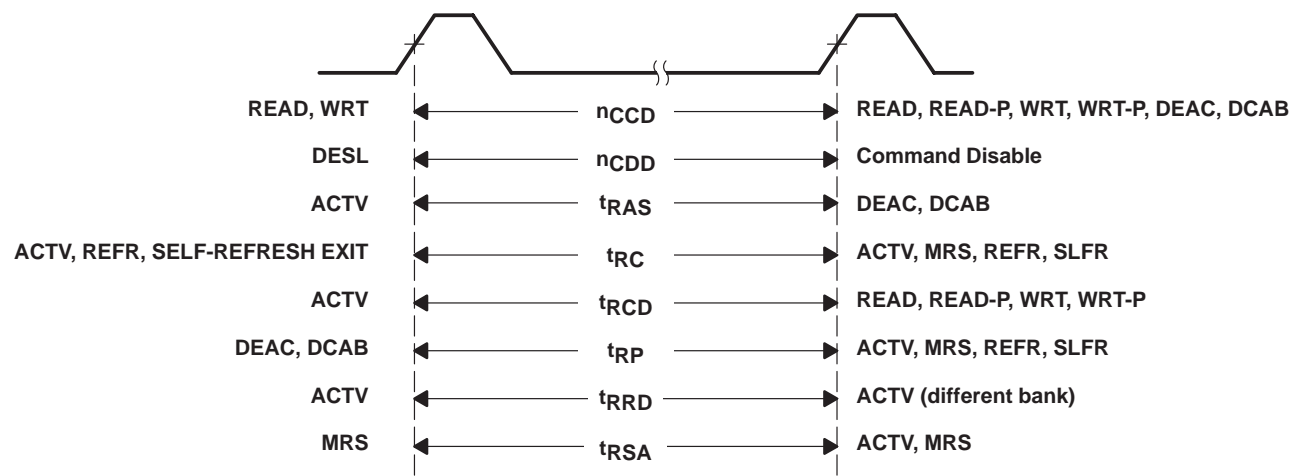 READ, WRT nCCD READ, READ-P, WRT, WRT-P, DEAC, DCAB
DESL nCDD Command Disable
ACTV tRAS DEAC, DCAB
ACTV, REFR, SELF-REFRESH EXIT tRC ACTV, MRS, REFR, SLFR
ACTV tRCD READ, READ-P, WRT, WRT-P
DEAC, DCAB tRP ACTV, MRS, REFR, SLFR
ACTV tRRD ACTV (different bank)
MRS tRSA ACTV, MRS